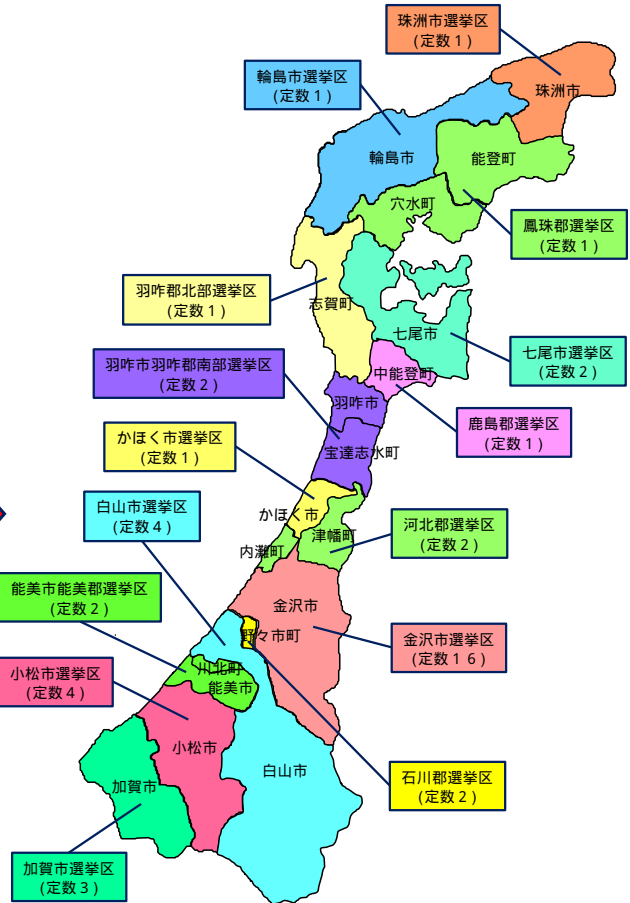 珠洲市選挙区
(定数1)
輪島市選挙区
(定数1)
珠洲市
輪島市
能登町
穴水町
鳳珠郡選挙区
(定数1)
羽咋郡北部選挙区
(定数1)
志賀町
七尾市
七尾市選挙区
(定数2)
羽咋市羽咋郡南部選挙区
(定数2)
中能登町
羽咋市
鹿島郡選挙区
(定数1)
かほく市選挙区
(定数1)
宝達志水町
白山市選挙区
(定数4)
かほく市
津幡町
河北郡選挙区
(定数2)
内灘町
能美市能美郡選挙区
(定数2)
金沢市
野々市町
金沢市選挙区
(定数16)
小松市選挙区
(定数4)
川北町
能美市
小松市
白山市
石川郡選挙区
(定数2)
加賀市
加賀市選挙区
(定数3)